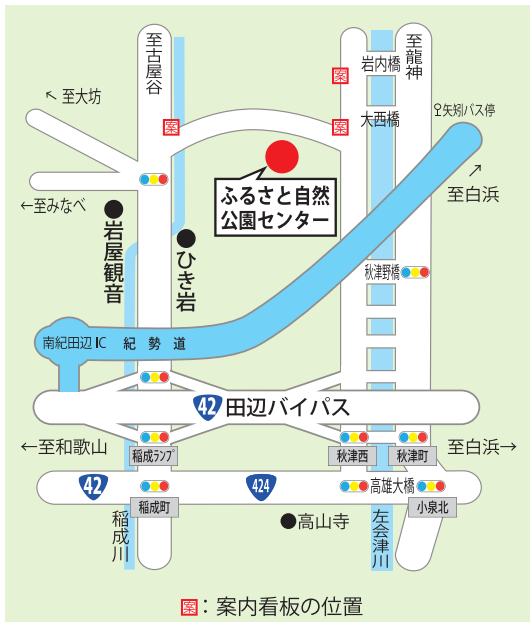 至古屋谷
至龍神
岩内橋
案
↖至大坊
案
案
大西橋
矢矧バス停
ふるさと自然
公園センター
→至白浜
←至みなべ
岩屋観音
ひき岩
秋津野橋
南紀田辺IC 紀勢道
42 田辺バイパス
←至和歌山
稲成ランプ
秋津西
秋津町
至白浜→
42
424
高雄大橋
稲成町
小泉北
稲成川
高山寺
左会津川
案：案内看板の位置